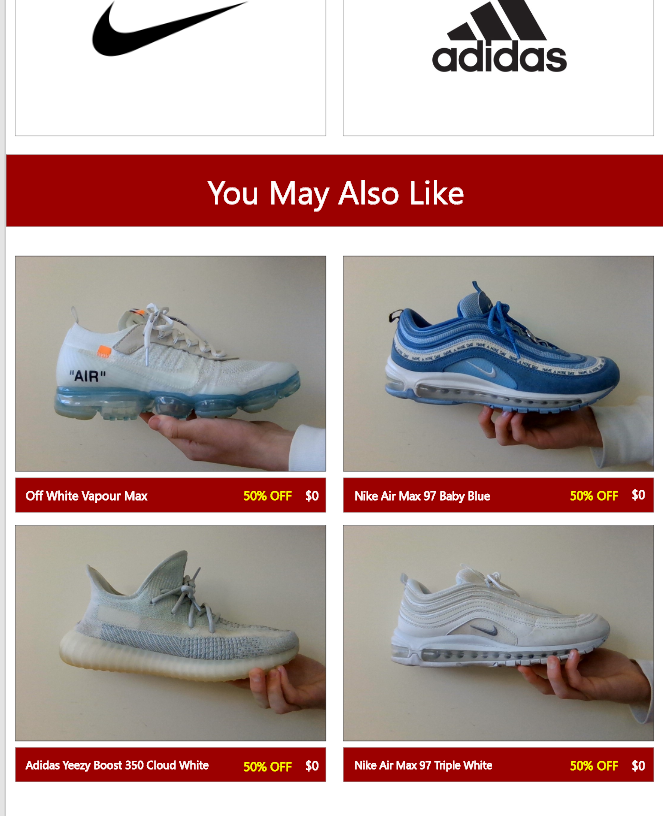 adidas
You May Also Like
"AIR"
Off White Vapour Max 50% OFF $0
Nike Air Max 97 Baby Blue 50% OFF $0
Adidas Yeezy Boost 350 Cloud White 50% OFF $0
Nike Air Max 97 Triple White 50% OFF $0